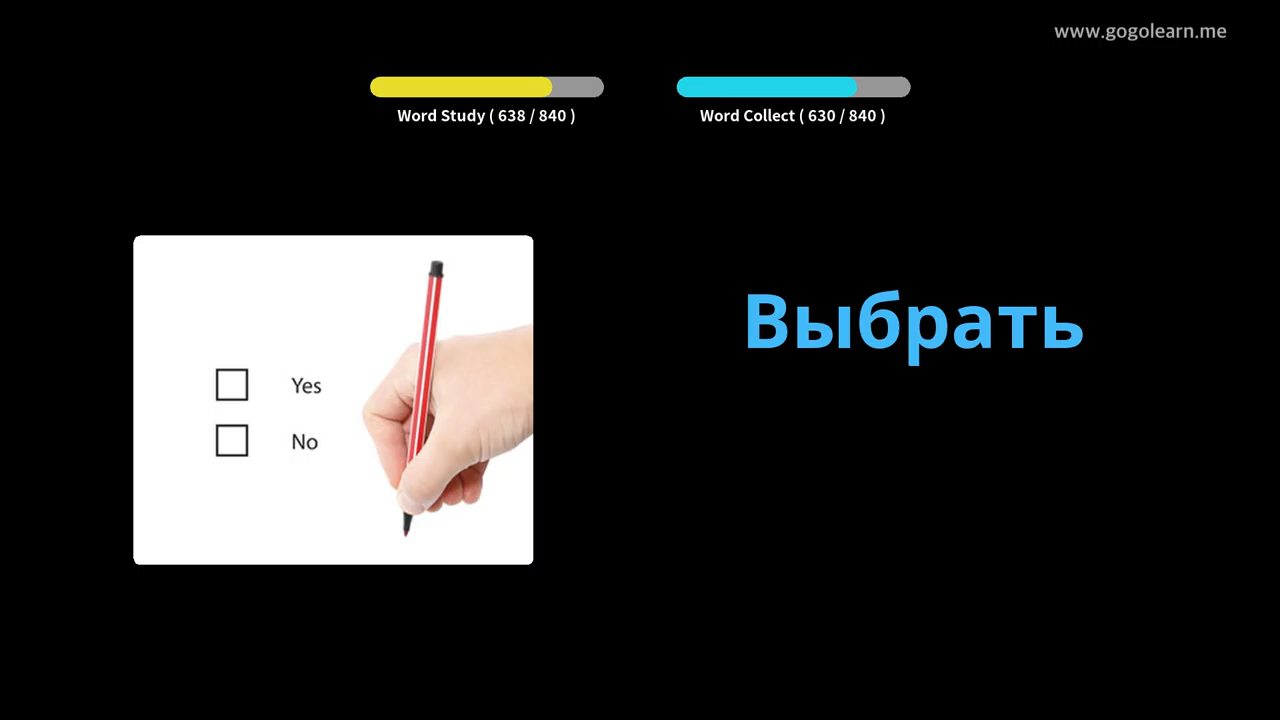 www.gogolearn.me
Word Study ( 638 / 840 )
Word Collect ( 630 / 840 )
Выбрать
Yes
No